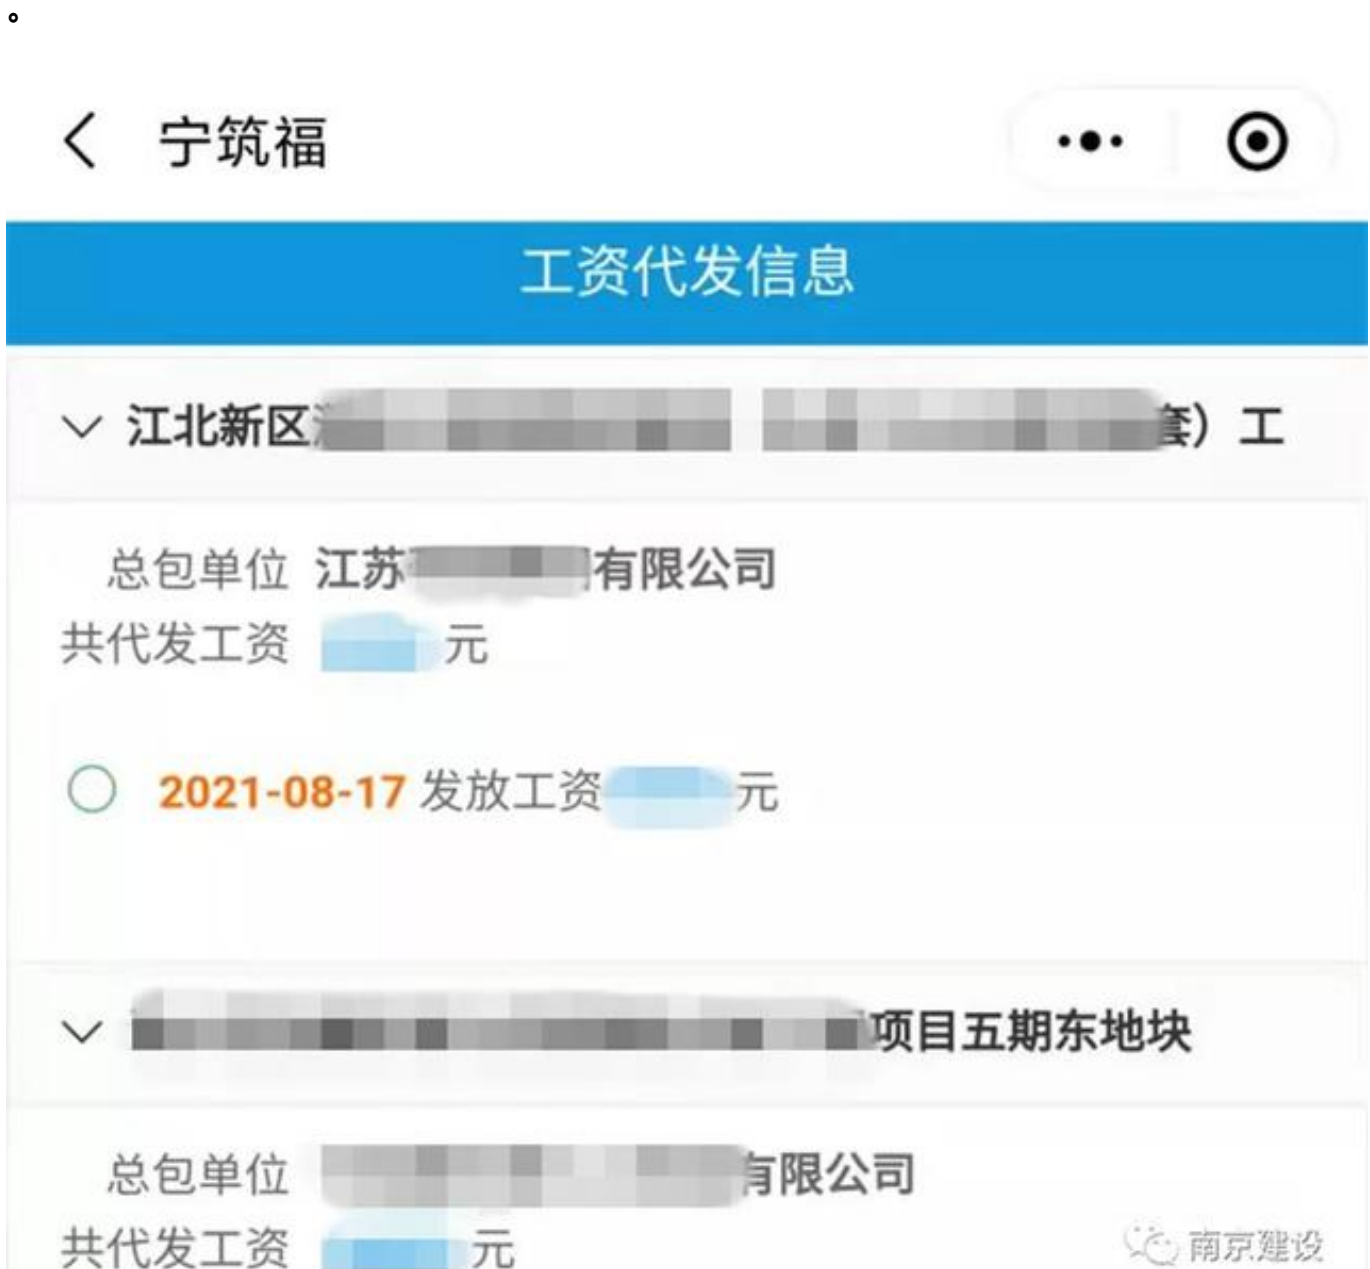 。
宁筑福
工资代发信息
江北新区 套）工
总包单位 江苏 有限公司
共代发工资 元
2021-08-17 发放工资 元
项目五期东地块
总包单位 有限公司
共代发工资 元
南京建设